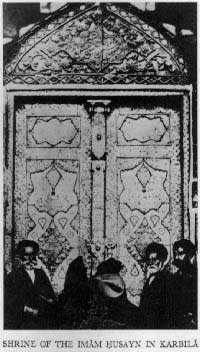 SHRINE OF THE IMÁM ḤUSAYN IN KARBILÁ